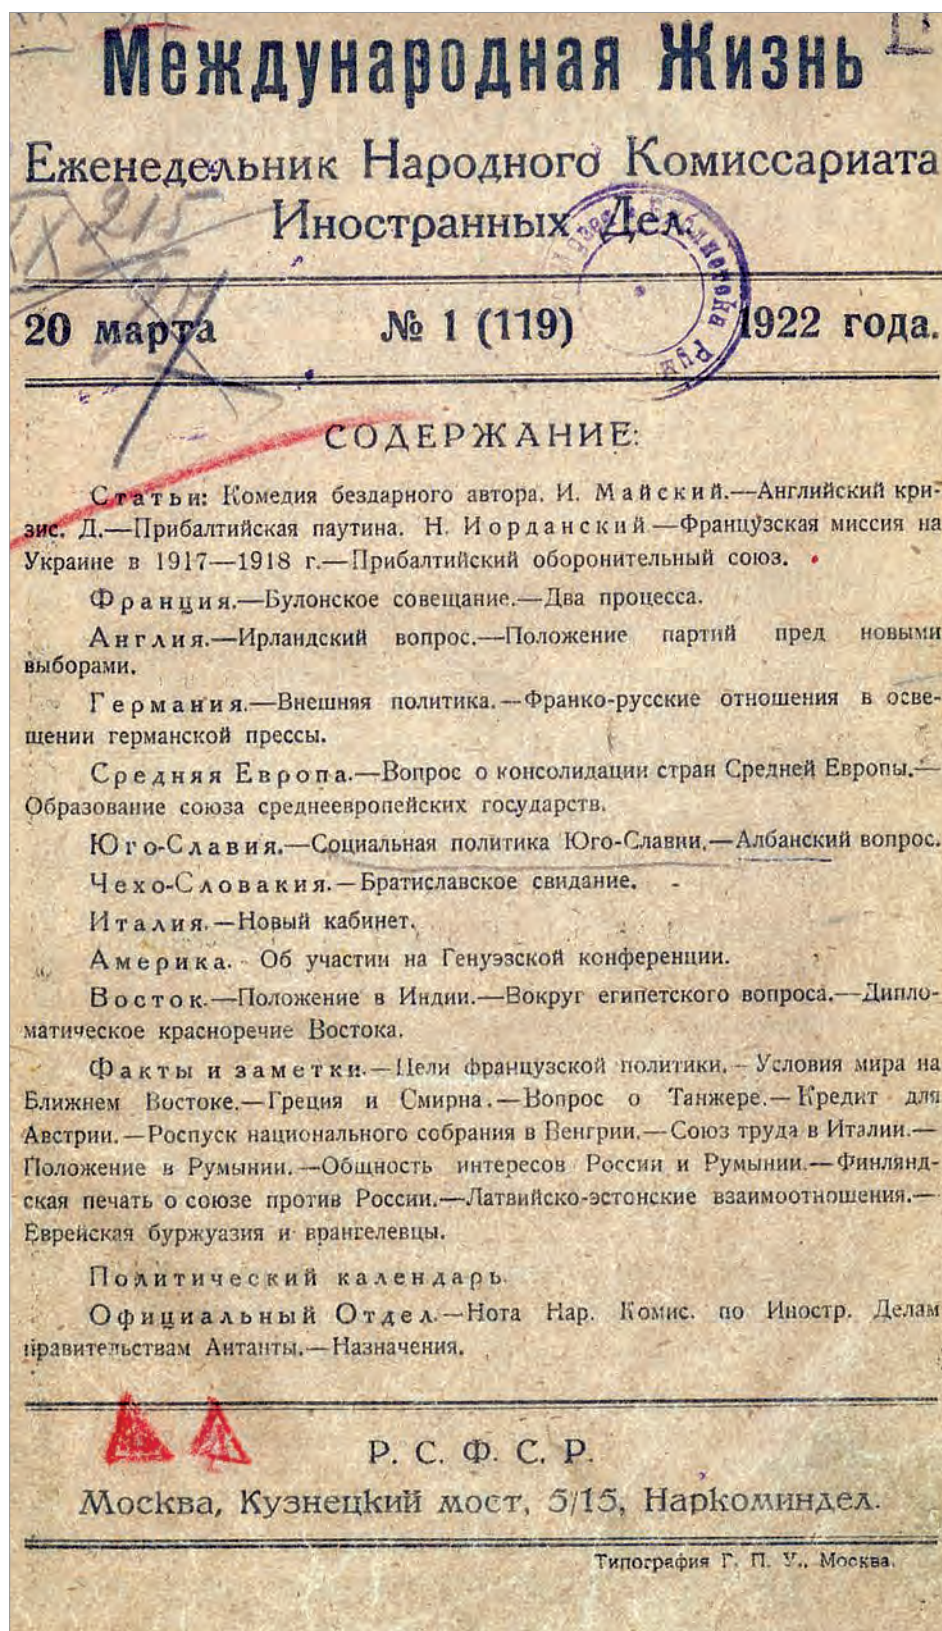 Международная Жизнь
Еженедельник Народного Комиссариата
Иностранных Дел.
215
20 марта № 1 (119) 1922 года.
СОДЕРЖАНИЕ:
Статьи: Комедия бездарного автора. И. Майский.—Английский кри-
зис. Д.—Прибалтийская паутина. Н. Иорданский—Французская миссия на
Украине в 1917—1918 г.—Прибалтийский оборонительный союз.
Франция.—Булонское совещание.—Два процесса.
Англия.—Ирландский вопрос.—Положение партий пред новыми
выборами.
Германия.—Внешняя политика.—Франко-русские отношения в осве-
щении германской прессы.
Средняя Европа.—Вопрос о консолидации стран Средней Европы.—
Образование союза среднеевропейских государств.
Юго-Славия.—Социальная политика Юго-Славии.—Албанский вопрос.
Чехо-Словакия.—Братиславское свидание.
Италия.—Новый кабинет.
Америка. Об участии на Генуэзской конференции.
Восток.—Положение в Индии.—Вокруг египетского вопроса.—Дипло-
матическое красноречие Востока.
Факты и заметки.—Цели французской политики.—Условия мира на
Ближнем Востоке.—Греция и Смирна.—Вопрос о Танжере.—Кредит для
Австрии.—Роспуск национального собрания в Венгрии.—Союз труда в Италии.—
Положение в Румынии.—Общность интересов России и Румынии.—Финлянд-
ская печать о союзе против России.—Латвийско-эстонские взаимоотношения.—
Еврейская буржуазия и врангелевцы.
Политический календарь.
Официальный Отдел.—Нота Нар. Комис. по Иностр. Делам
правительствам Антанты.—Назначения.
Р. С. Ф. С. Р.
Москва, Кузнецкий мост, 5/15, Наркоминдел.
Типография Г. П. У., Москва.